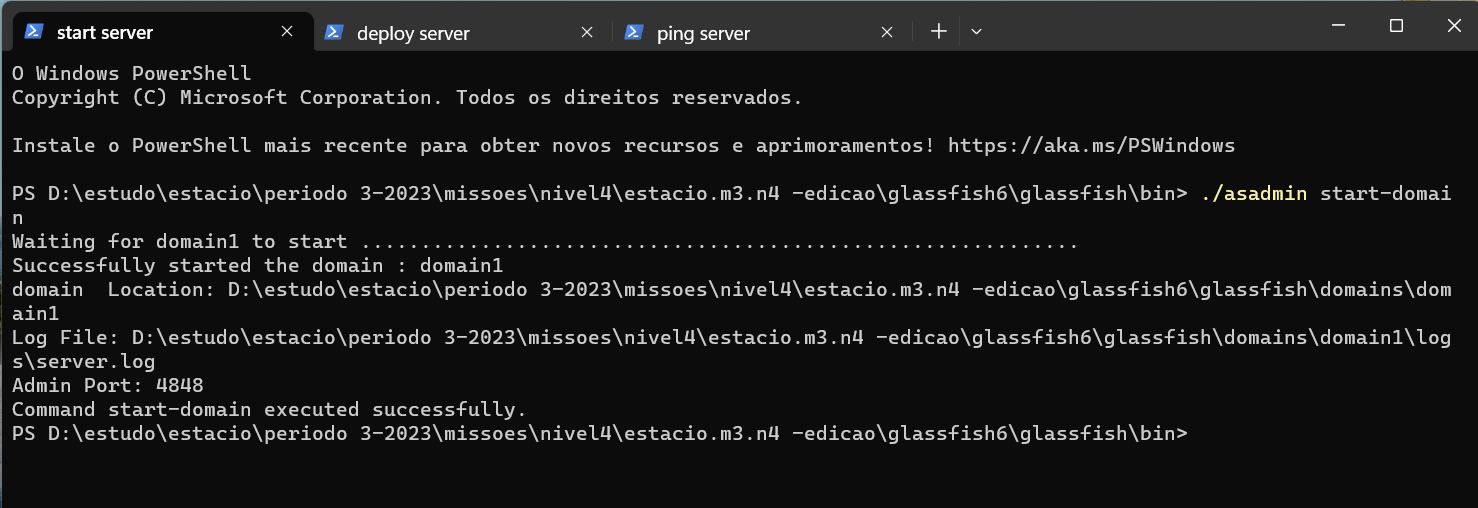 start server
deploy server
ping server
O Windows PowerShell
Copyright (C) Microsoft Corporation. Todos os direitos reservados.
Instale o PowerShell mais recente para obter novos recursos e aprimoramentos! https://aka.ms/PSWindows
PS D:\estudo\estacio\periodo 3-2023\missoes\nivel4\estacio.m3.n4 -edicao\glassfish6\glassfish\bin> ./asadmin start-domai
n
Waiting for domain1 to start ............................................................
Successfully started the domain : domain1
domain  Location: D:\estudo\estacio\periodo 3-2023\missoes\nivel4\estacio.m3.n4 -edicao\glassfish6\glassfish\domains\dom
ain1
Log File: D:\estudo\estacio\periodo 3-2023\missoes\nivel4\estacio.m3.n4 -edicao\glassfish6\glassfish\domains\domain1\log
s\server.log
Admin Port: 4848
Command start-domain executed successfully.
PS D:\estudo\estacio\periodo 3-2023\missoes\nivel4\estacio.m3.n4 -edicao\glassfish6\glassfish\bin>